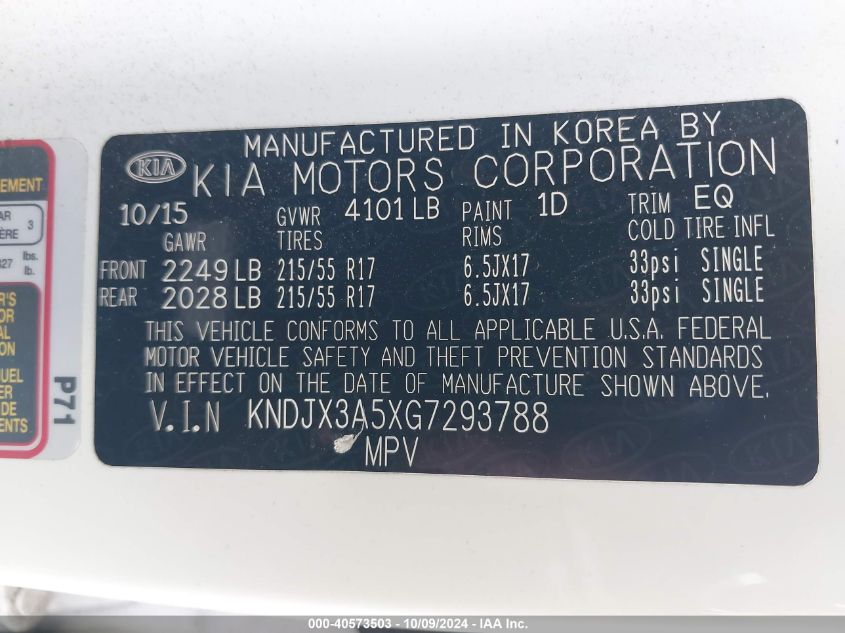 MANUFACTURED IN KOREA BY
KIA KIA MOTORS CORPORATION
10/15 GVWR 4101 LB PAINT 1D TRIM EQ
GAWR TIRES RIMS COLD TIRE INFL
FRONT 2249 LB 215/55 R17 6.5JX17 33psi SINGLE
REAR 2028 LB 215/55 R17 6.5JX17 33psi SINGLE
THIS VEHICLE CONFORMS TO ALL APPLICABLE U.S.A. FEDERAL
MOTOR VEHICLE SAFETY AND THEFT PREVENTION STANDARDS
IN EFFECT ON THE DATE OF MANUFACTURE SHOWN ABOVE.
V.I.N KNDJX3A5XG7293788
MPV
3
lbs.
lb.
P71
000-40573503 - 10/09/2024 - IAA Inc.